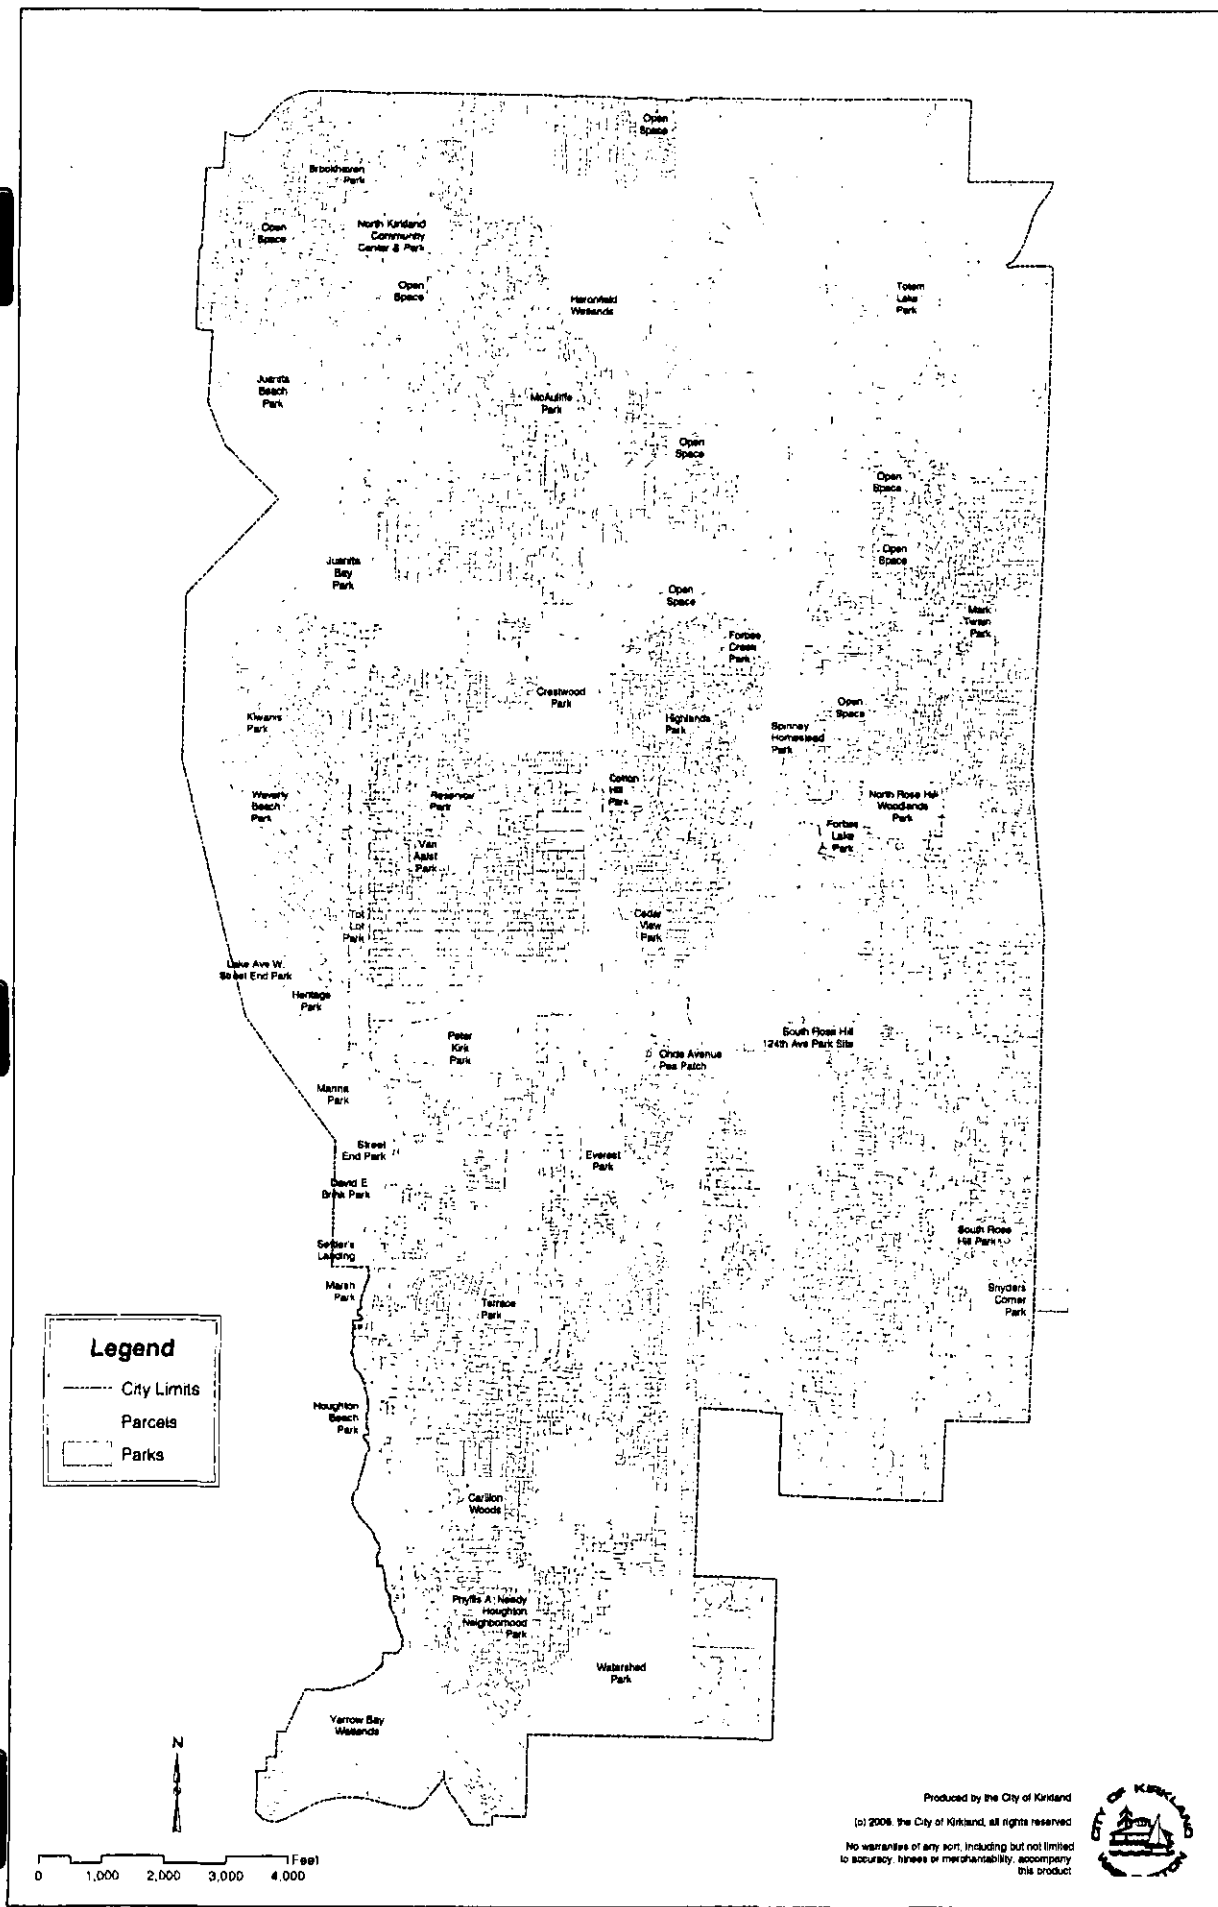 Open
Space
Brookhaven
Park
Open
Space
North Kirkland
Community
Center & Park
Open
Space
Heronfield
Wetlands
Totem
Lake
Park
Juanita
Beach
Park
McAuliffe
Park
Open
Space
Open
Space
Open
Space
Juanita
Bay
Park
Open
Space
Mark
Twain
Park
Forbes
Creek
Park
Crestwood
Park
Highlands
Park
Open
Space
Spinney
Homestead
Park
Kiwanis
Park
Waverly
Beach
Park
Reservoir
Park
Cotton
Hill
Park
North Rose Hill
Woodlands
Park
Forbes
Lake
Park
Van
Aalst
Park
Tot
Lot
Park
Cedar
View
Park
Lake Ave W.
Street End Park
Heritage
Park
Peter
Kirk
Park
Ohde Avenue
Pea Patch
South Rose Hill
124th Ave Park Site
Marina
Park
Street
End Park
Everest
Park
David E
Brink Park
South Rose
Hill Park
Settler's
Landing
Marsh
Park
Terrace
Park
Snyders
Corner
Park
Legend
City Limits
Parcels
Parks
Houghton
Beach
Park
Carillon
Woods
Phyllis A. Needy
Houghton
Neighborhood
Park
Watershed
Park
Yarrow Bay
Wetlands
N
Feet
0 1,000 2,000 3,000 4,000
Produced by the City of Kirkland
(c) 2006, the City of Kirkland, all rights reserved
No warranties of any sort, including but not limited
to accuracy, fitness or merchantability, accompany
this product
CITY OF KIRKLAND